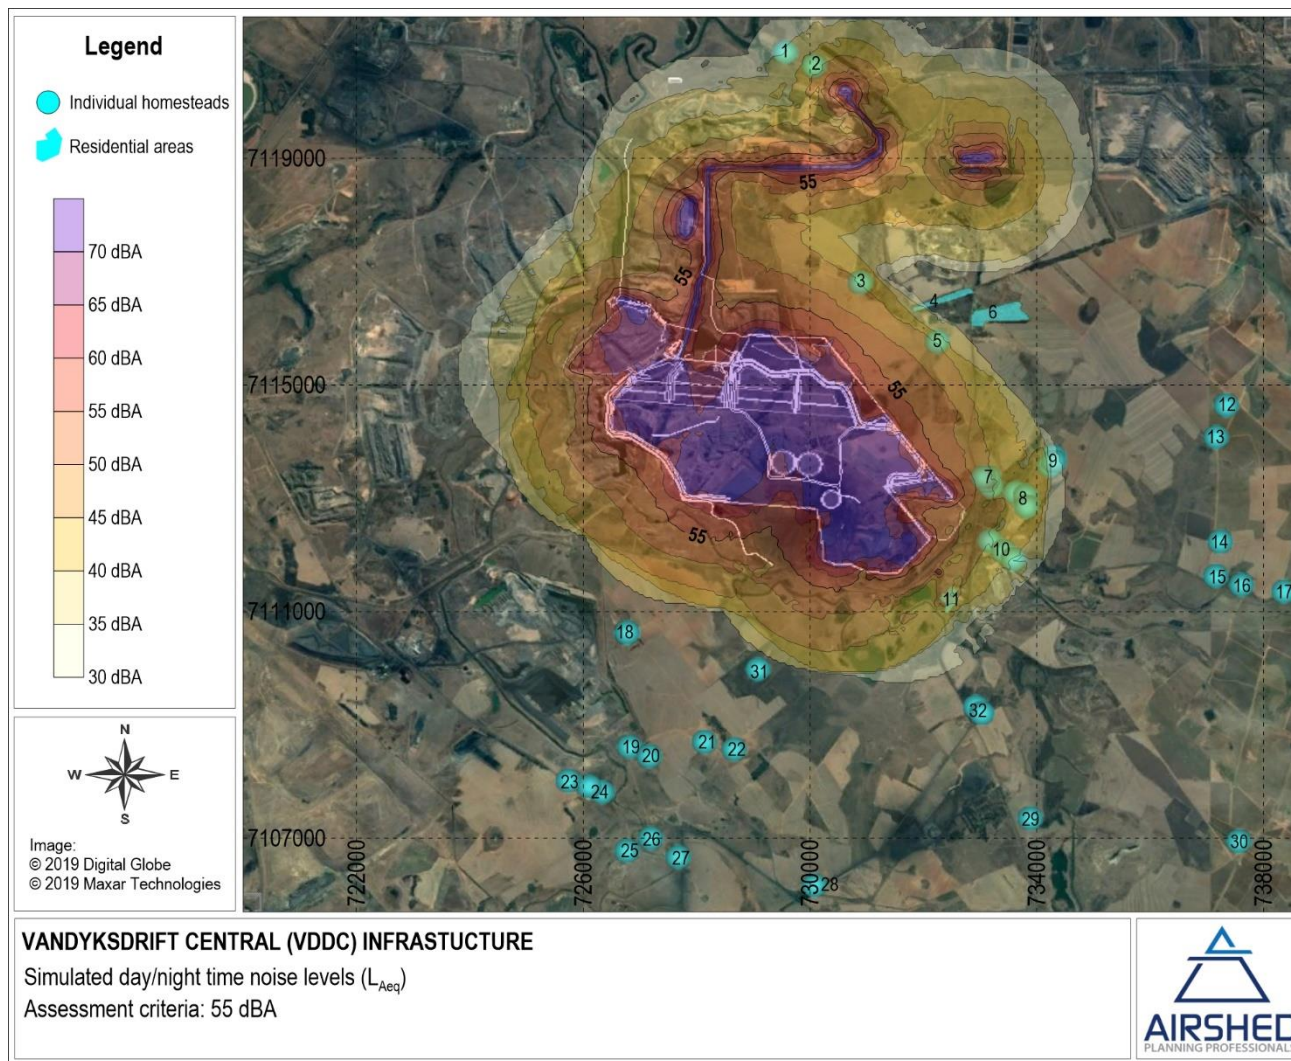 Legend
Individual homesteads
Residential areas
70 dBA
65 dBA
60 dBA
55 dBA
50 dBA
45 dBA
40 dBA
35 dBA
30 dBA
N
W E
S
Image:
© 2019 Digital Globe
© 2019 Maxar Technologies
1
2
7119000
55
3
55
4
6
5
7115000
55
12
13
9
7
8
55
10
14
15
16
17
11
7111000
18
31
32
21
22
19
20
23
24
29
30
7107000
26
25
27
28
722000
726000
730000
734000
738000
VANDYKSDRIFT CENTRAL (VDDC) INFRASTUCTURE
Simulated day/night time noise levels (LAeq)
Assessment criteria: 55 dBA
AIRSHED
PLANNING PROFESSIONALS